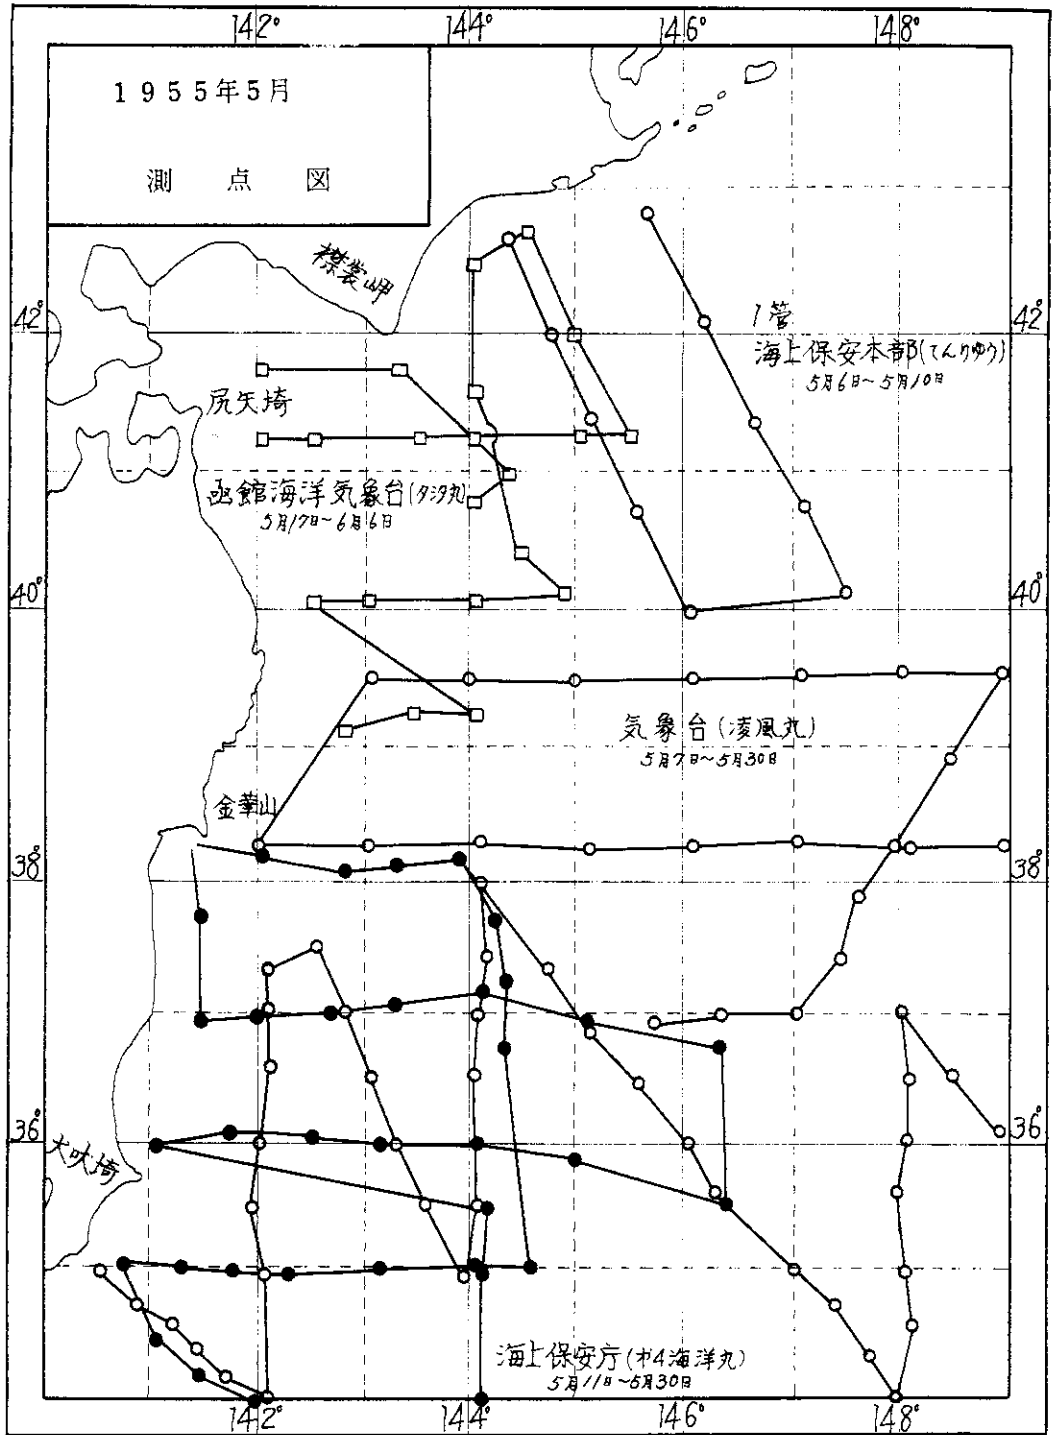 142° 144° 146° 148°
1955年5月
測点図
襟裳岬
42° 42°
1管
海上保安本部(てんりゆう)
5月6日~5月10日
尻矢埼
函館海洋気象台(夕汐丸)
5月17日~6月6日
40° 40°
気象台(凌風丸)
5月7日~5月30日
金華山
38° 38°
36° 36°
犬吠埼
海上保安庁(才4海洋丸)
5月11日~5月30日
142° 144° 146° 148°